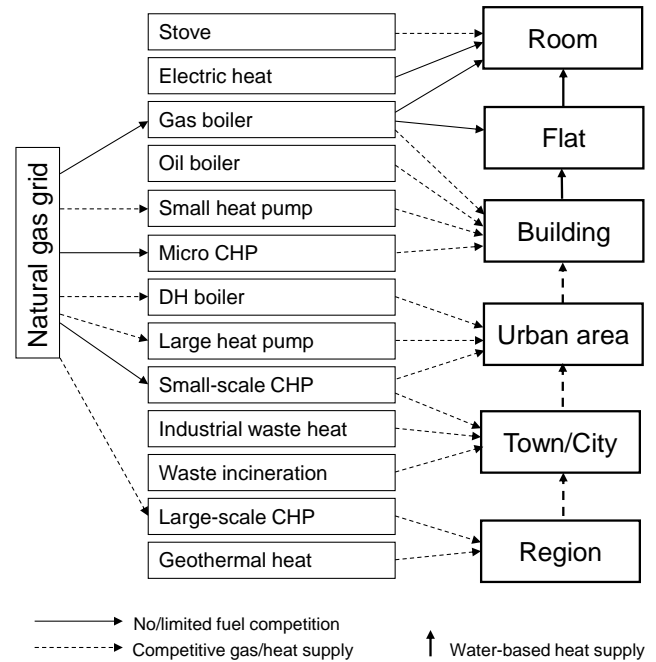 Natural gas grid
Stove
Electric heat
Gas boiler
Oil boiler
Small heat pump
Micro CHP
DH boiler
Large heat pump
Small-scale CHP
Industrial waste heat
Waste incineration
Large-scale CHP
Geothermal heat
Room
Flat
Building
Urban area
Town/City
Region
No/limited fuel competition
Competitive gas/heat supply
Water-based heat supply